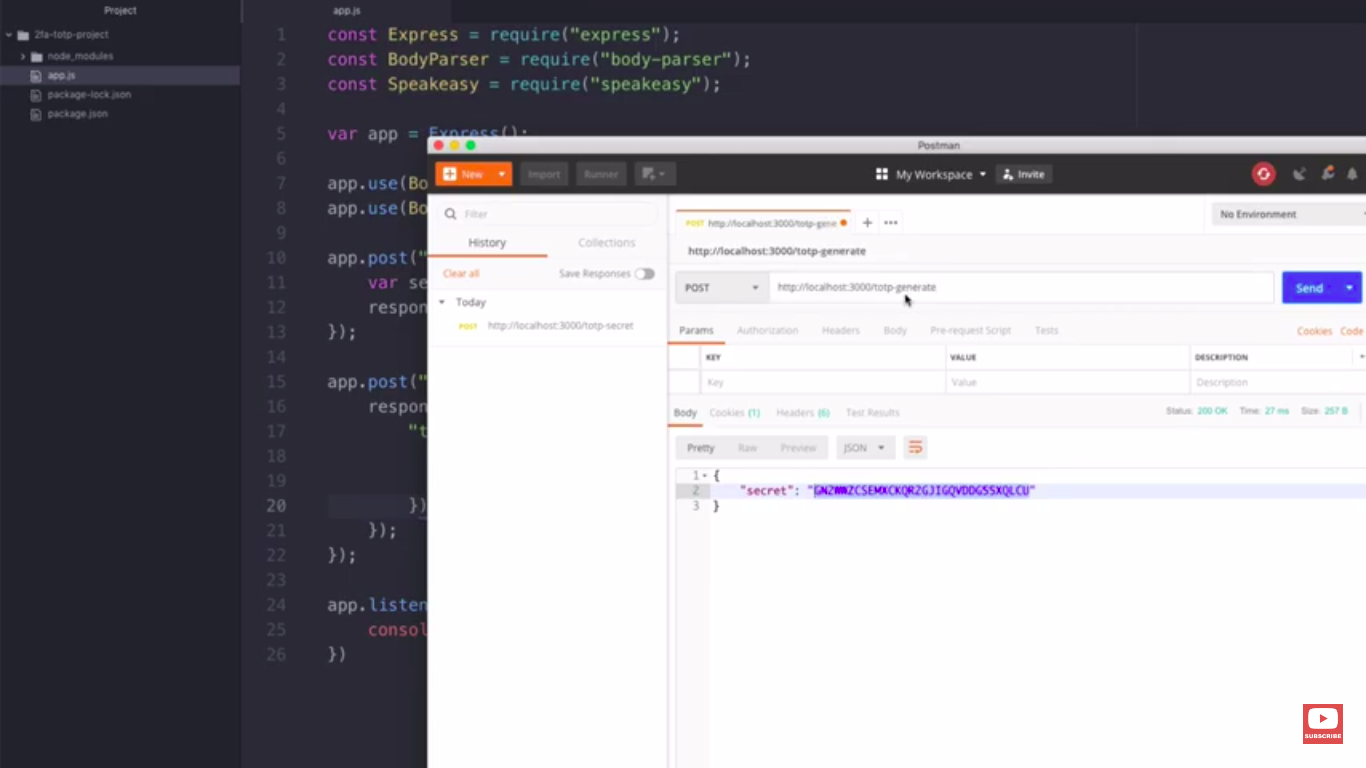 Project
2fa-totp-project
node_modules
app.js
package-lock.json
package.json
app.js
1 const Express = require("express");
2 const BodyParser = require("body-parser");
3 const Speakeasy = require("speakeasy");
4
5 var app = Express();
6
7 app.use(Bo
8 app.use(Bo
9
10 app.post("
11 var se
12 respon
13 });
14
15 app.post("
16 respon
17 "t
18
19
20 })
21 });
22 });
23
24 app.listen
25 consol
26 })
Postman
New Import Runner My Workspace Invite
Filter
History Collections
Clear all Save Responses
Today
POST http://localhost:3000/totp-secret
POST http://localhost:3000/totp-gene + ••• No Environment
http://localhost:3000/totp-generate
POST http://localhost:3000/totp-generate Send
Params Authorization Headers Body Pre-request Script Tests Cookies Code
KEY VALUE DESCRIPTION
Key Value Description
Body Cookies (1) Headers (6) Test Results Status: 200 OK Time: 27 ms Size: 257 B
Pretty Raw Preview JSON
1 {
2 "secret": "
3 }
SUBSCRIBE